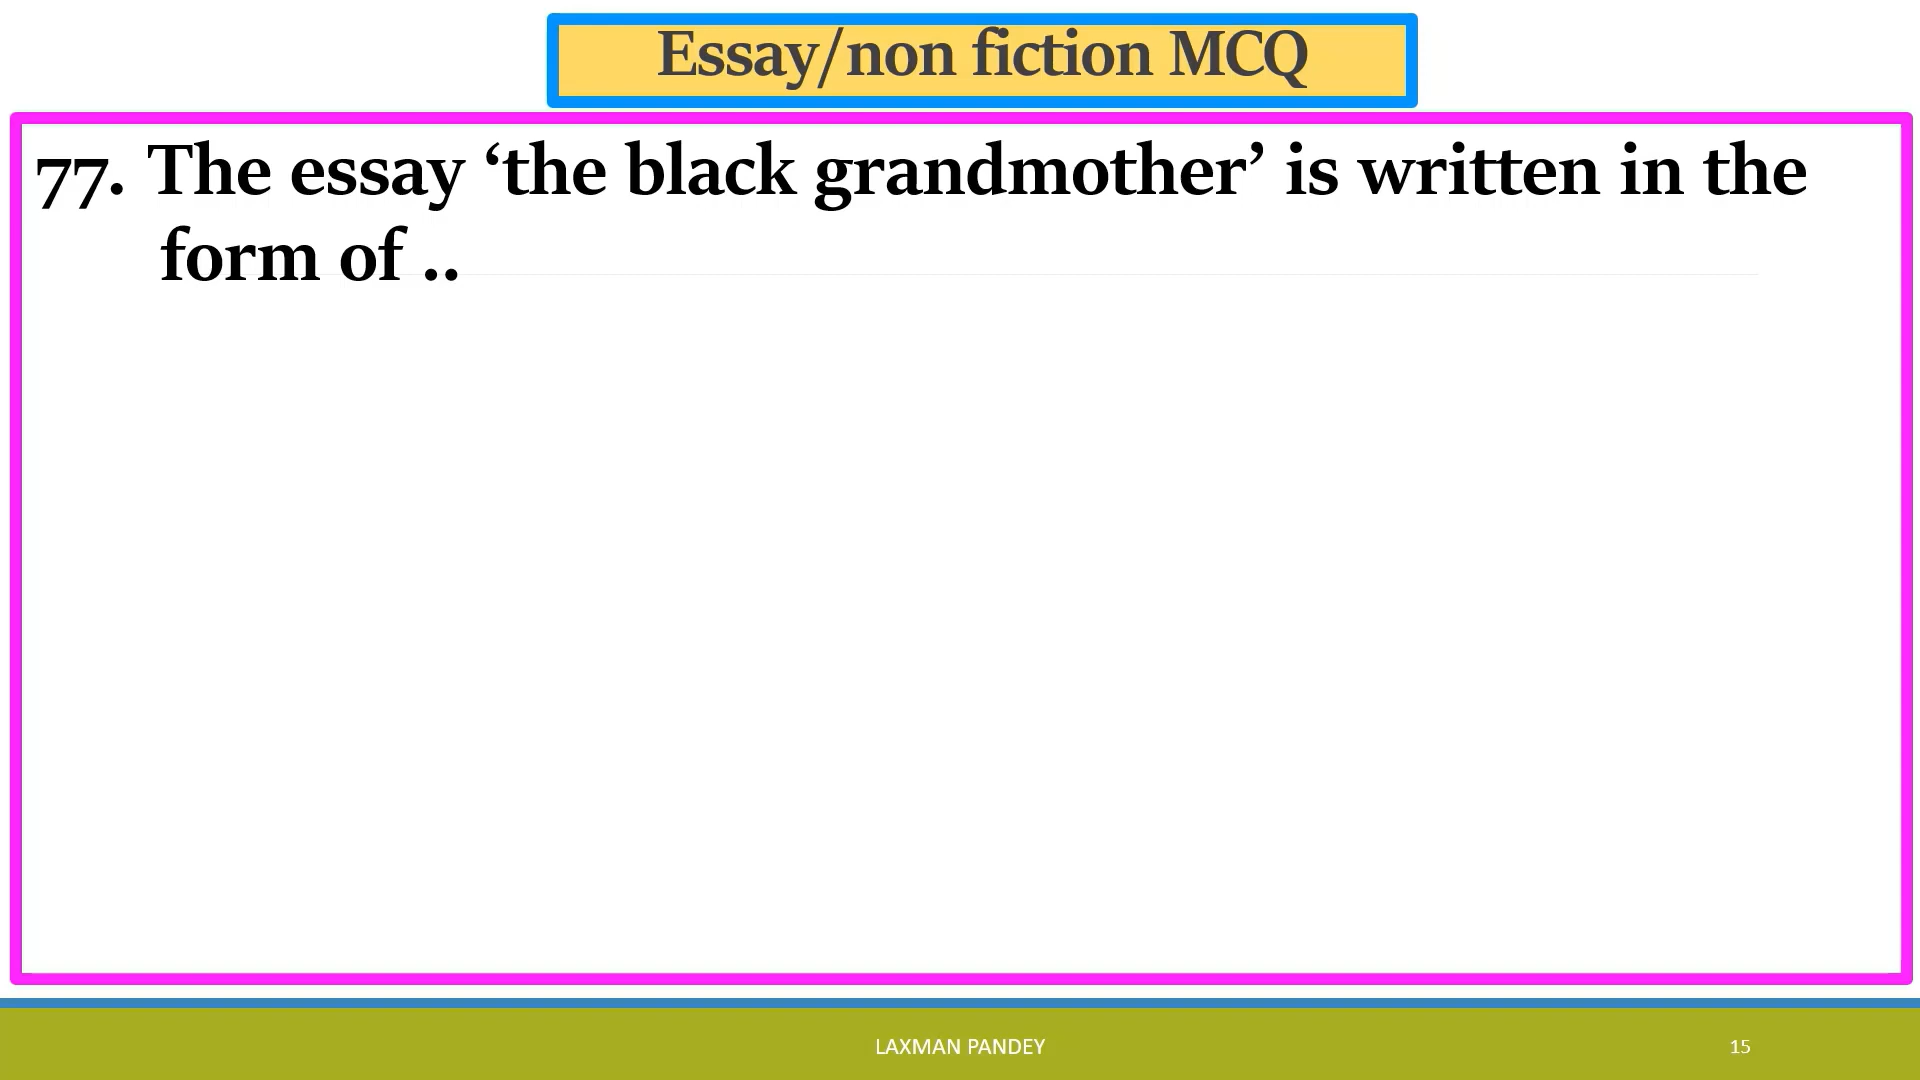 Essay/non fiction MCQ
77. The essay ‘the black grandmother’ is written in the
form of ..
LAXMAN PANDEY
15